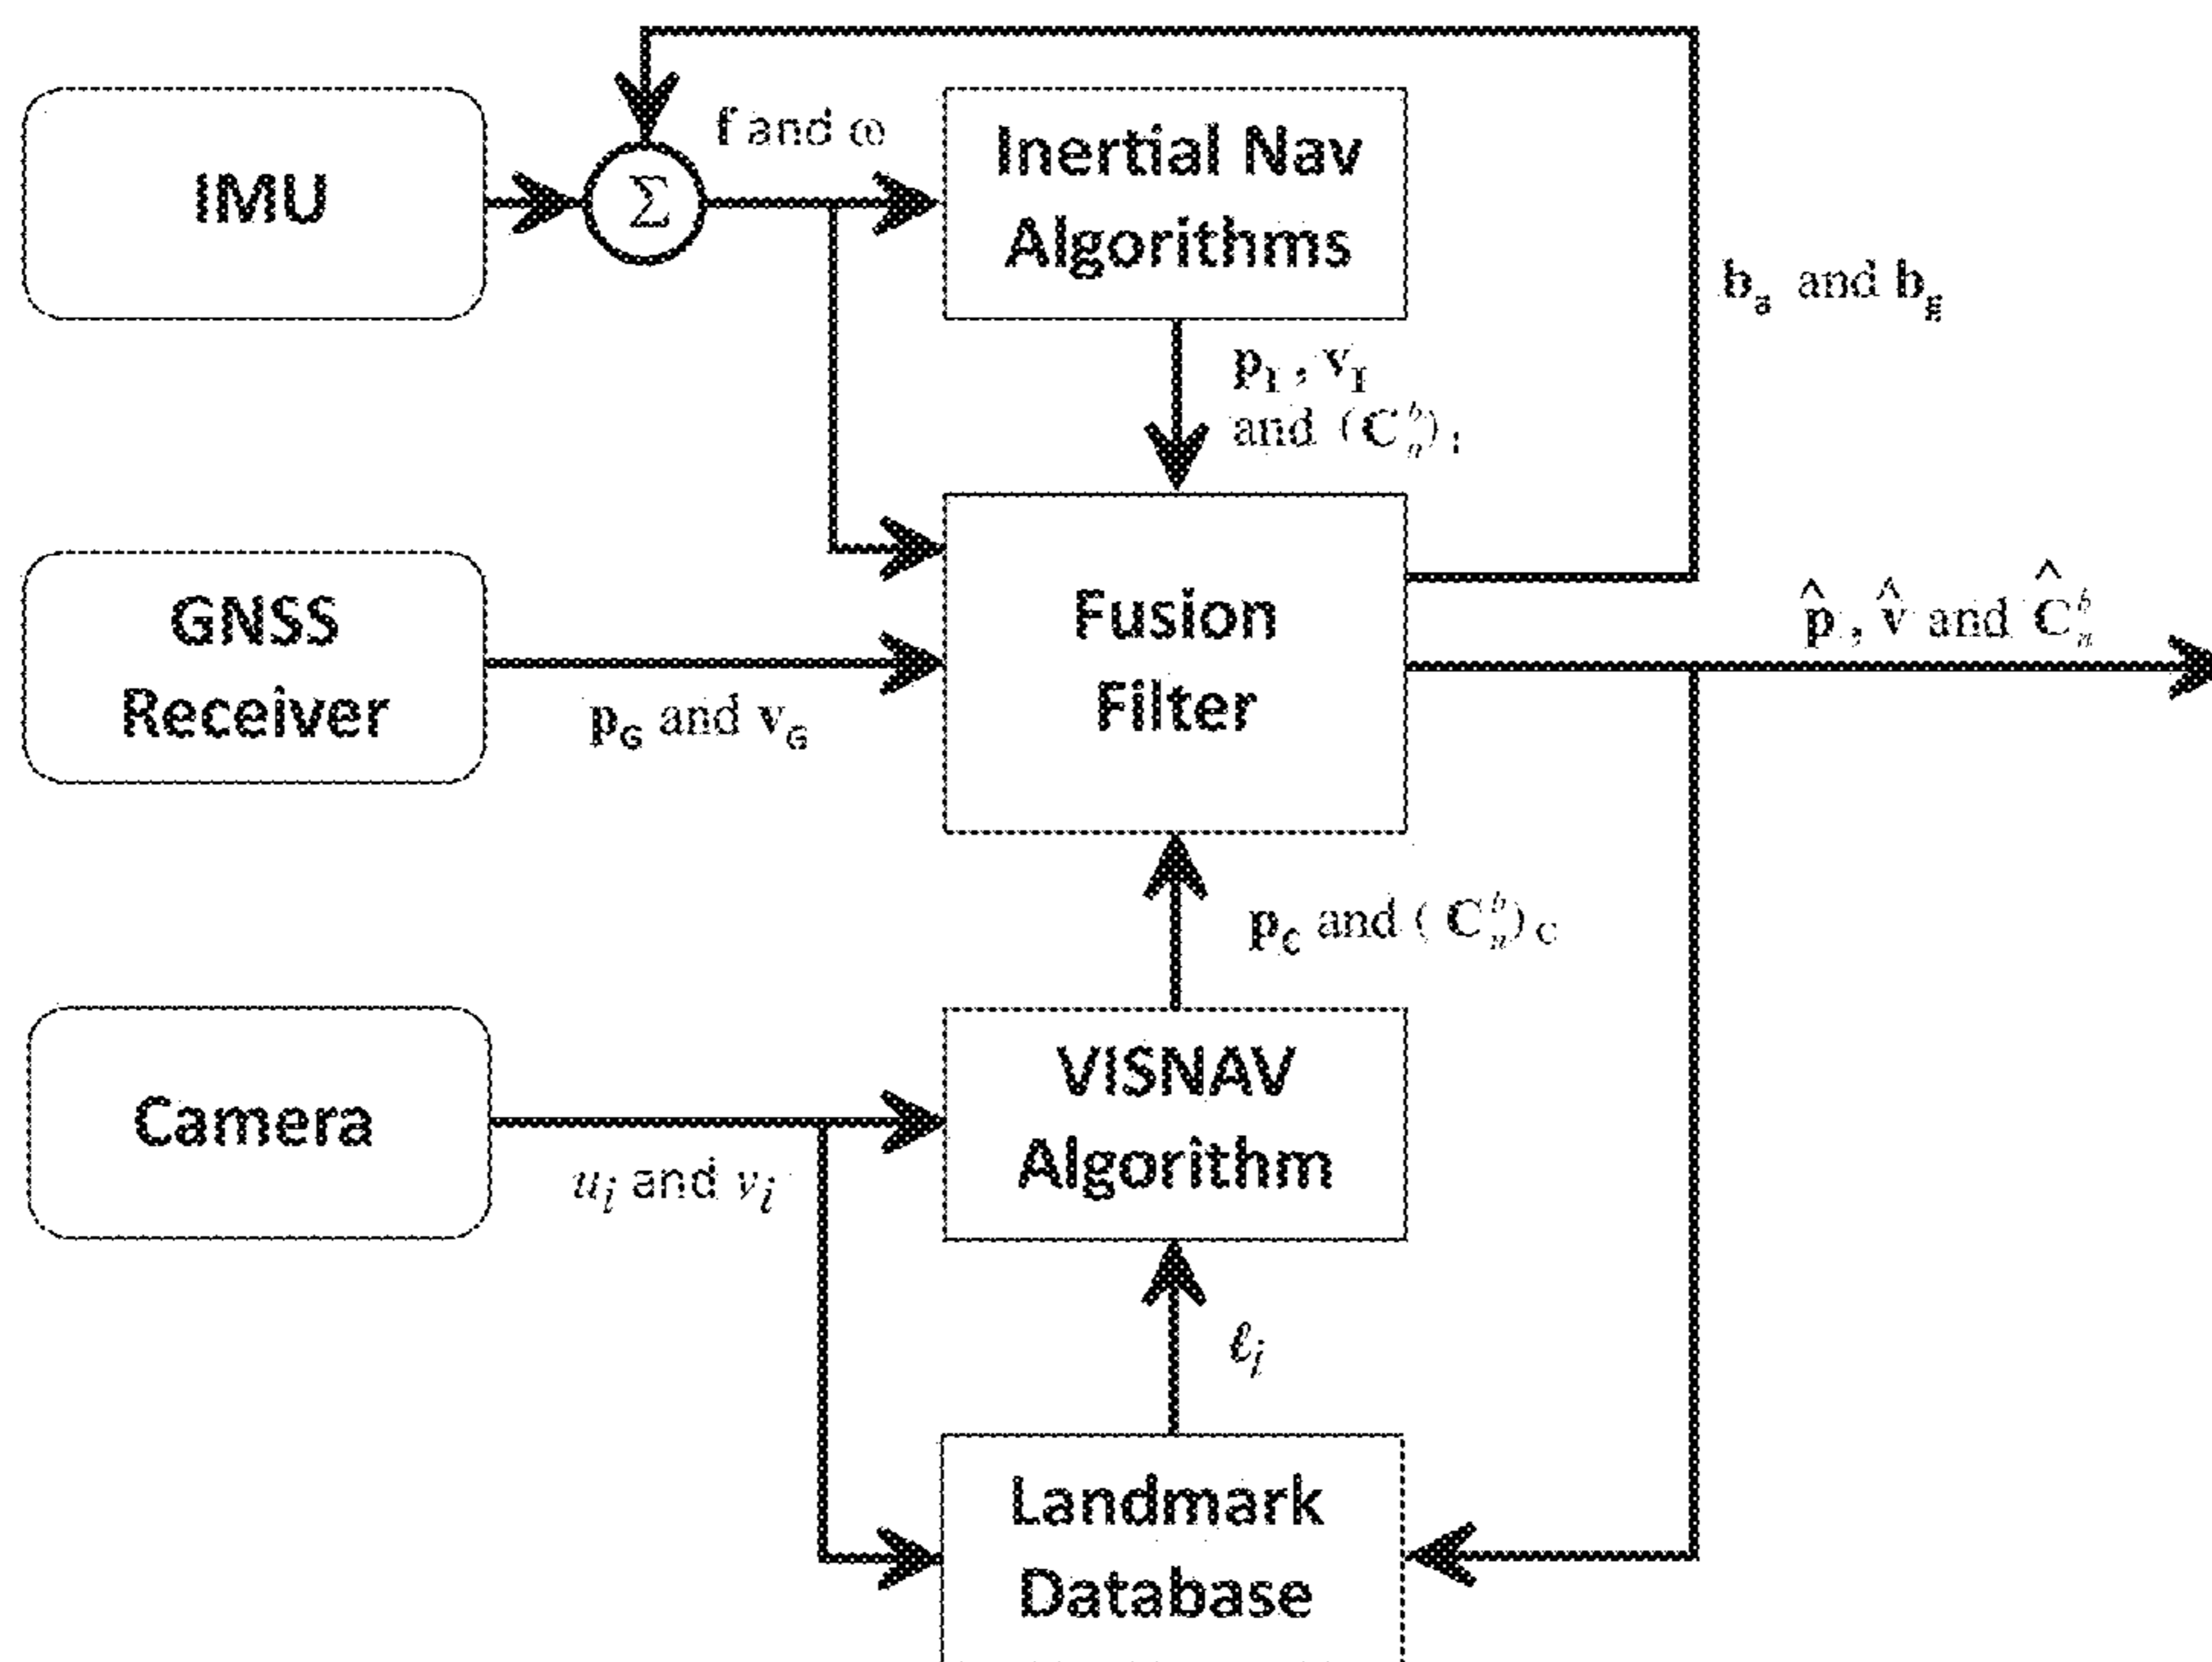 IMU
Σ
f and ω
Inertial Nav
Algorithms
b_a and b_g
p_I, v_I
and (C_n^b)_I
GNSS
Receiver
p_G and v_G
Fusion
Filter
p̂, v̂ and Ĉ_n^b
p_C and (C_n^b)_C
Camera
u_i and v_i
VISNAV
Algorithm
ℓ_i
Landmark
Database